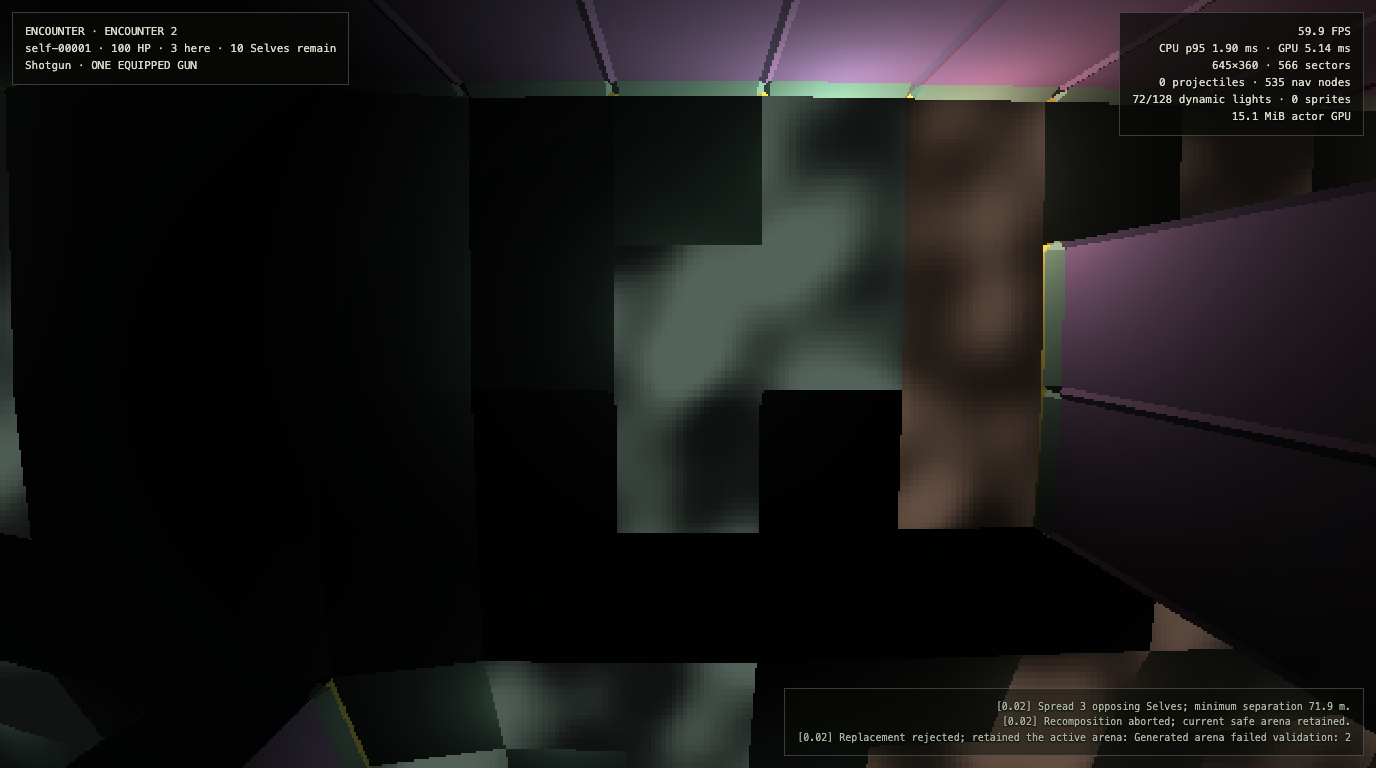 ENCOUNTER · ENCOUNTER 2
self-00001 · 100 HP · 3 here · 10 Selves remain
Shotgun · ONE EQUIPPED GUN
59.9 FPS
CPU p95 1.90 ms · GPU 5.14 ms
645×360 · 566 sectors
0 projectiles · 535 nav nodes
72/128 dynamic lights · 0 sprites
15.1 MiB actor GPU
[0.02] Spread 3 opposing Selves; minimum separation 71.9 m.
[0.02] Recomposition aborted; current safe arena retained.
[0.02] Replacement rejected; retained the active arena: Generated arena failed validation: 2